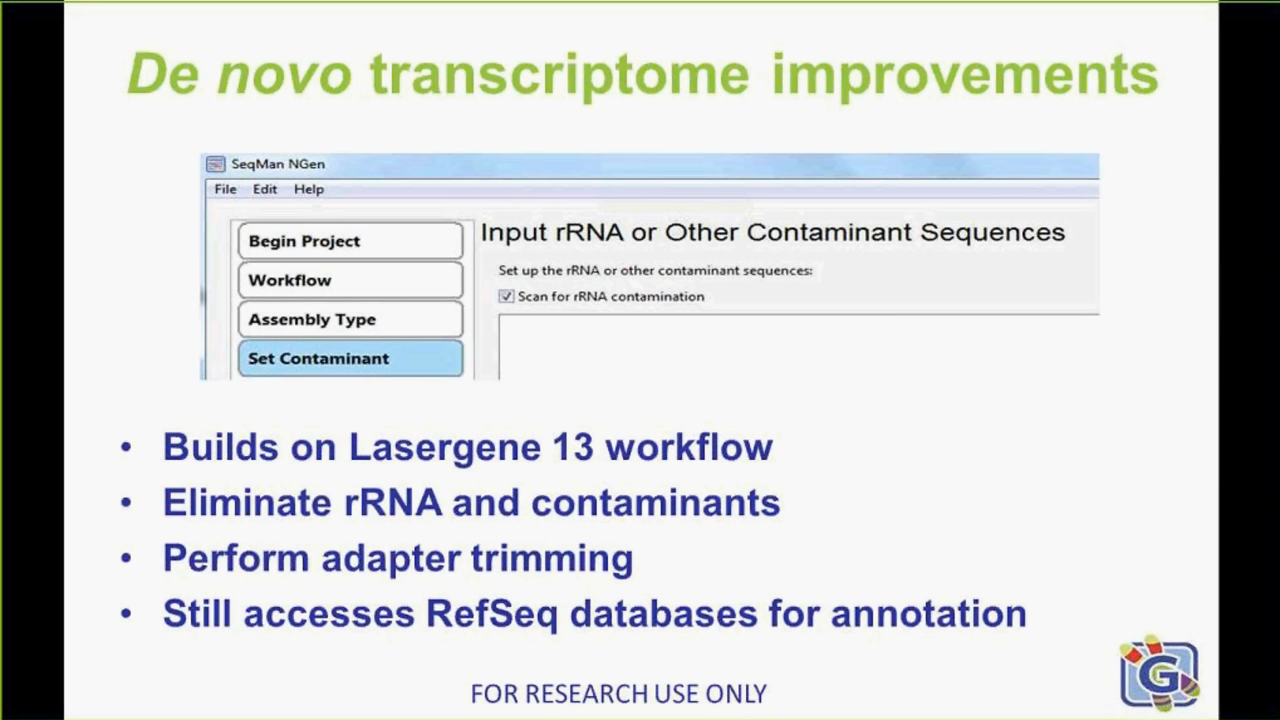 De novo transcriptome improvements
SeqMan NGen
File Edit Help
Begin Project
Workflow
Assembly Type
Set Contaminant
Input rRNA or Other Contaminant Sequences
Set up the rRNA or other contaminant sequences:
Scan for rRNA contamination
• Builds on Lasergene 13 workflow
• Eliminate rRNA and contaminants
• Perform adapter trimming
• Still accesses RefSeq databases for annotation
FOR RESEARCH USE ONLY
G